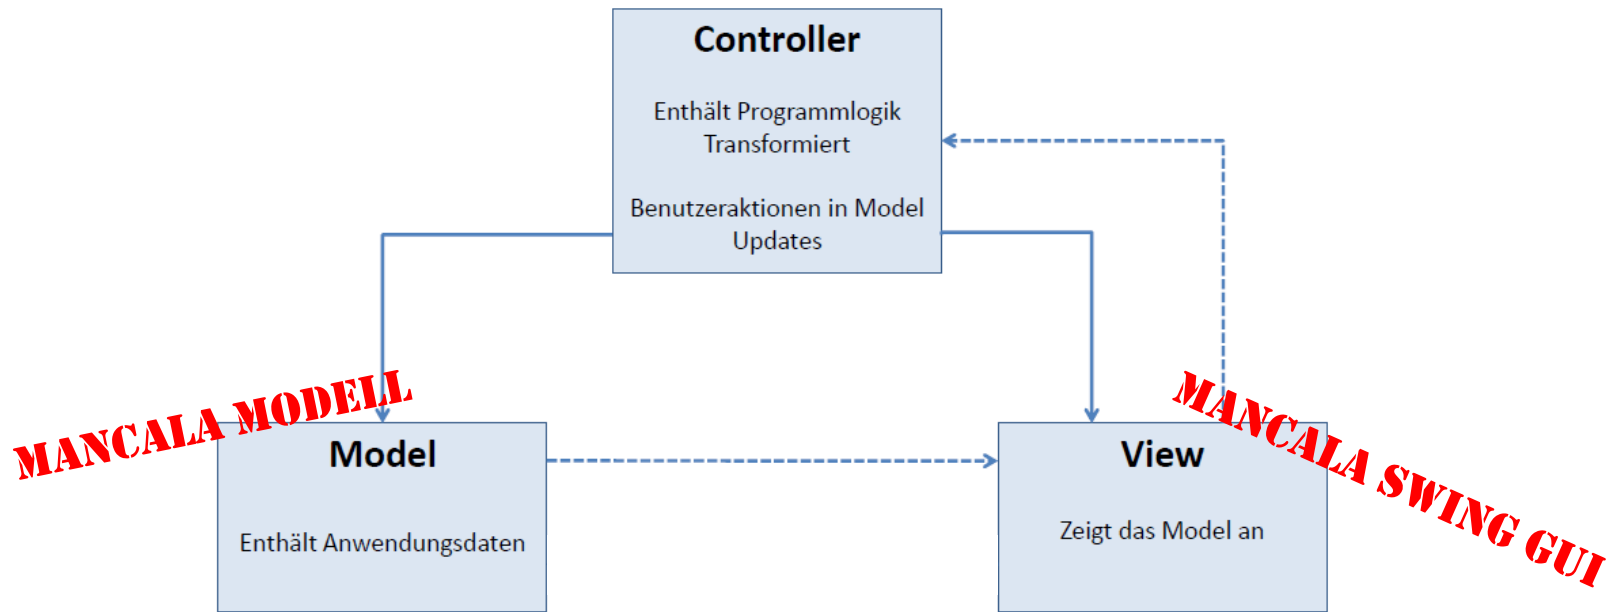 Controller
Enthält Programmlogik
Transformiert
Benutzeraktionen in Model
Updates
MANCALA MODELL
Model
Enthält Anwendungsdaten
MANCALA SWING GUI
View
Zeigt das Model an